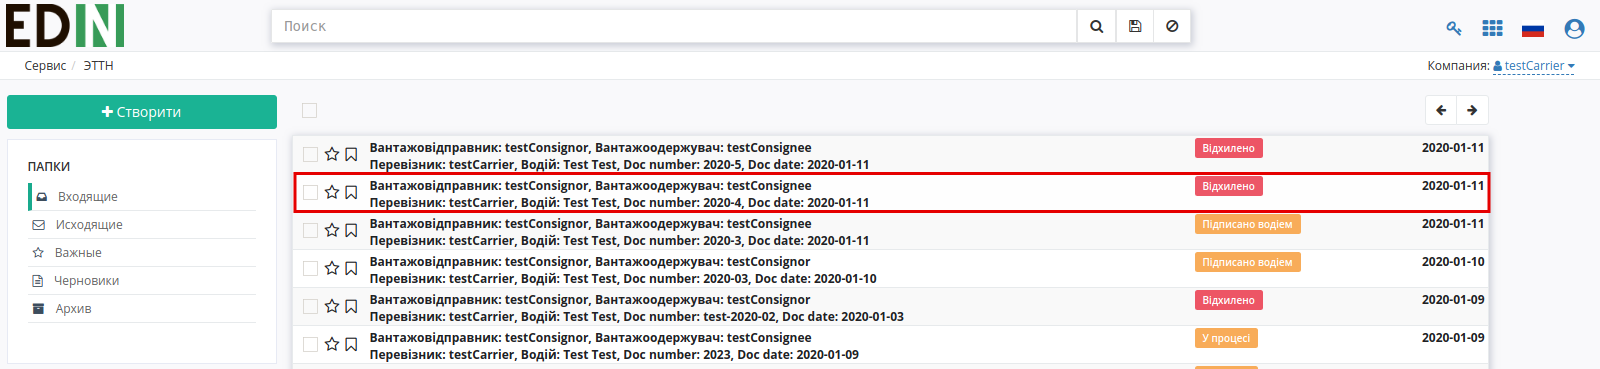 EDIN
Поиск
Сервис / ЭТТН
Компания: testCarrier
Створити
ПАПКИ
Входящие
Исходящие
Важные
Черновики
Архив
Вантажовідправник: testConsignor, Вантажоодержувач: testConsignee
Перевізник: testCarrier, Водій: Test Test, Doc number: 2020-5, Doc date: 2020-01-11
Відхилено
2020-01-11
Вантажовідправник: testConsignor, Вантажоодержувач: testConsignee
Перевізник: testCarrier, Водій: Test Test, Doc number: 2020-4, Doc date: 2020-01-11
Відхилено
2020-01-11
Вантажовідправник: testConsignor, Вантажоодержувач: testConsignee
Перевізник: testCarrier, Водій: Test Test, Doc number: 2020-3, Doc date: 2020-01-11
Підписано водієм
2020-01-11
Вантажовідправник: testConsignor, Вантажоодержувач: testConsignor
Перевізник: testCarrier, Водій: Test Test, Doc number: 2020-03, Doc date: 2020-01-10
Підписано водієм
2020-01-10
Вантажовідправник: testConsignor, Вантажоодержувач: testConsignor
Перевізник: testCarrier, Водій: Test Test, Doc number: test-2020-02, Doc date: 2020-01-03
Відхилено
2020-01-09
Вантажовідправник: testConsignor, Вантажоодержувач: testConsignee
Перевізник: testCarrier, Водій: Test Test, Doc number: 2023, Doc date: 2020-01-09
У процесі
2020-01-09